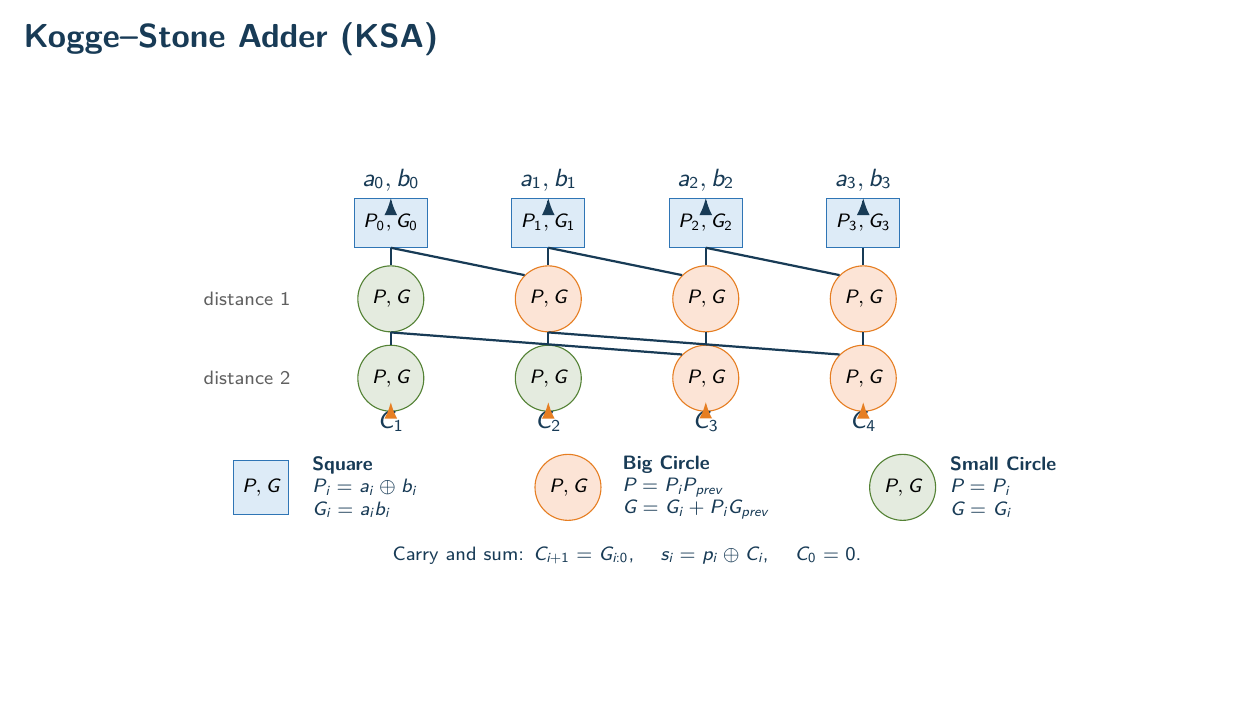 Kogge–Stone Adder (KSA)
a₀, b₀ a₁, b₁ a₂, b₂ a₃, b₃
P₀, G₀ P₁, G₁ P₂, G₂ P₃, G₃
distance 1 P, G P, G P, G P, G
distance 2 P, G P, G P, G P, G
C₁ C₂ C₃ C₄
P, G
Square
Pᵢ = aᵢ ⊕ bᵢ
Gᵢ = aᵢbᵢ
P, G
Big Circle
P = PᵢP_prev
G = Gᵢ + PᵢG_prev
P, G
Small Circle
P = Pᵢ
G = Gᵢ
Carry and sum: Cᵢ₊₁ = Gᵢ:₀, sᵢ = pᵢ ⊕ Cᵢ, C₀ = 0.